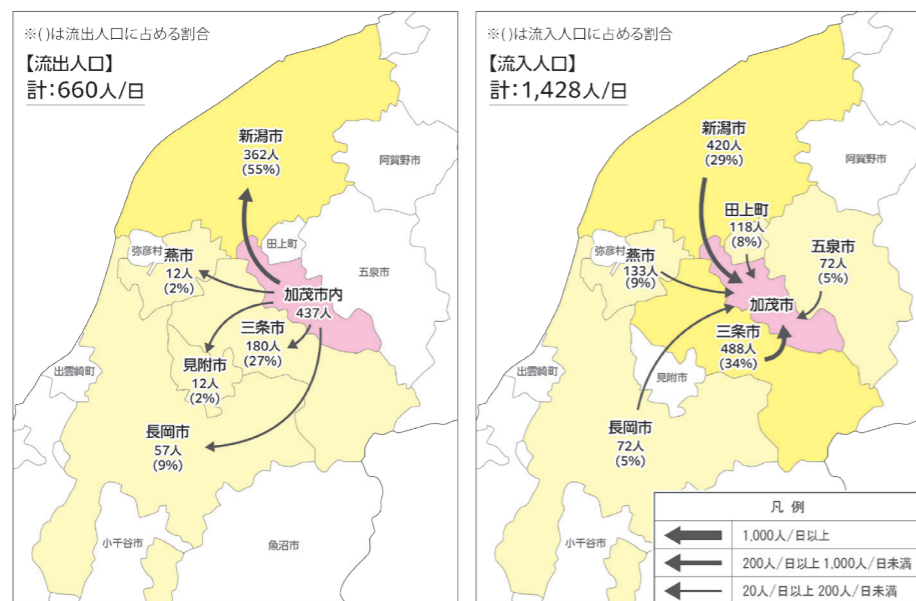 ※()は流出人口に占める割合
【流出人口】
計:660人/日
新潟市
362人
(55%)
阿賀野市
田上町
弥彦村
燕市
12人
(2%)
五泉市
加茂市内
437人
三条市
180人
(27%)
見附市
12人
(2%)
出雲崎町
長岡市
57人
(9%)
小千谷市
魚沼市
※()は流入人口に占める割合
【流入人口】
計:1,428人/日
新潟市
420人
(29%)
阿賀野市
田上町
118人
(8%)
弥彦村
燕市
133人
(9%)
五泉市
72人
(5%)
加茂市
三条市
488人
(34%)
見附市
出雲崎町
長岡市
72人
(5%)
小千谷市
凡 例
1,000人/日以上
200人/日以上 1,000人/日未満
20人/日以上 200人/日未満